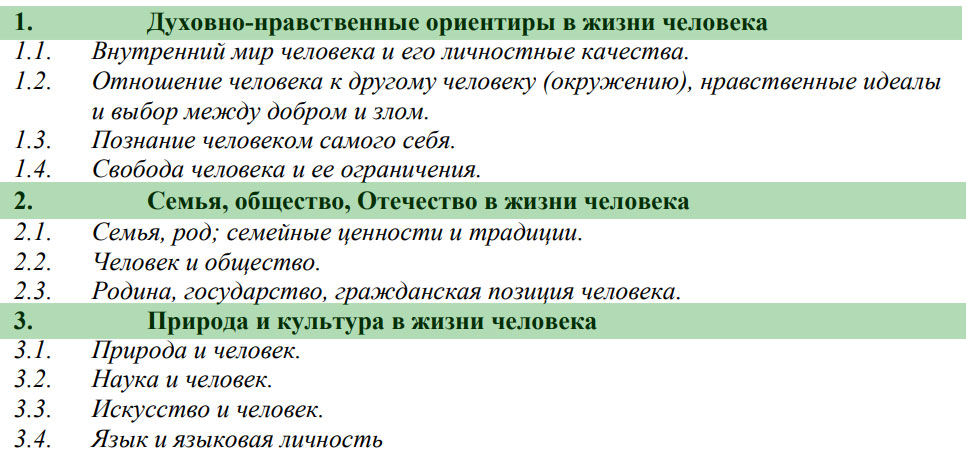 1. Духовно-нравственные ориентиры в жизни человека
1.1. Внутренний мир человека и его личностные качества.
1.2. Отношение человека к другому человеку (окружению), нравственные идеалы
и выбор между добром и злом.
1.3. Познание человеком самого себя.
1.4. Свобода человека и ее ограничения.
2. Семья, общество, Отечество в жизни человека
2.1. Семья, род; семейные ценности и традиции.
2.2. Человек и общество.
2.3. Родина, государство, гражданская позиция человека.
3. Природа и культура в жизни человека
3.1. Природа и человек.
3.2. Наука и человек.
3.3. Искусство и человек.
3.4. Язык и языковая личность